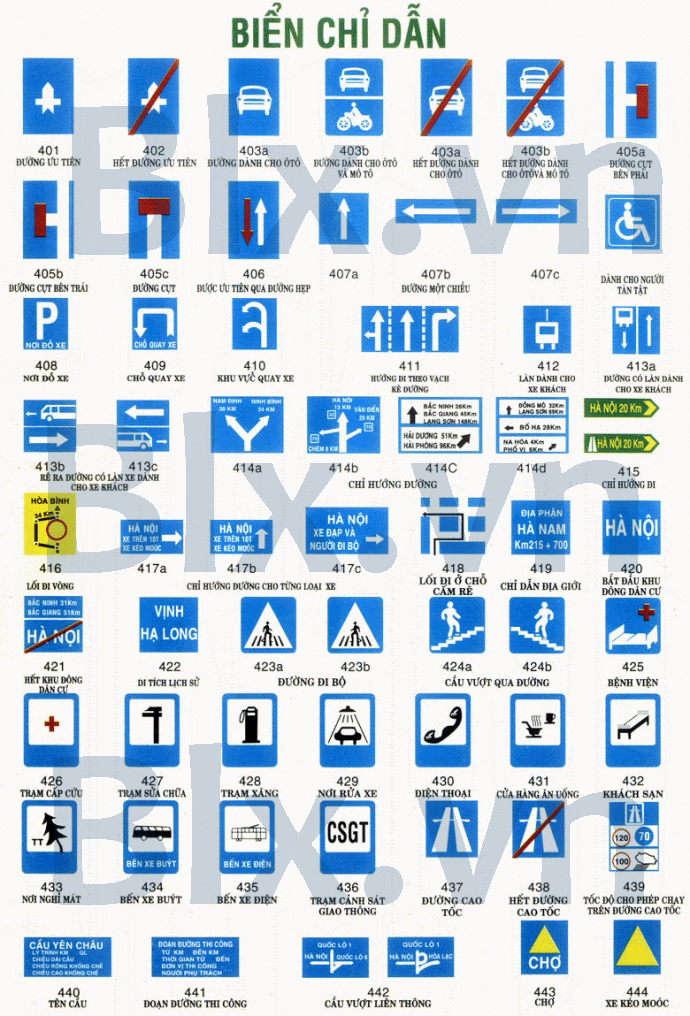 BIỂN CHỈ DẪN
401 402 403a 403b 403a 403b 405a
ĐƯỜNG ƯU TIÊN HẾT ĐƯỜNG ƯU TIÊN ĐƯỜNG DÀNH CHO ÔTÔ ĐƯỜNG DÀNH CHO ÔTÔ VÀ MÔ TÔ HẾT ĐƯỜNG DÀNH CHO ÔTÔ HẾT ĐƯỜNG DÀNH CHO ÔTÔ VÀ MÔ TÔ ĐƯỜNG CỤT BÊN PHẢI
405b 405c 406 407a 407b 407c
ĐƯỜNG CỤT BÊN TRÁI ĐƯỜNG CỤT ĐƯỢC ƯU TIÊN QUA ĐƯỜNG HẸP ĐƯỜNG MỘT CHIỀU DÀNH CHO NGƯỜI TÀN TẬT
P
NƠI ĐỖ XE CHỖ QUAY XE
408 409 410 411 412 413a
NƠI ĐỖ XE CHỖ QUAY XE KHU VỰC QUAY XE HƯỚNG ĐI THEO VẠCH KẺ ĐƯỜNG LÀN DÀNH CHO XE KHÁCH ĐƯỜNG CÓ LÀN DÀNH CHO XE KHÁCH
NAM ĐỊNH 30 KM NINH BÌNH 34 KM
HÀ NỘI 13 KM VĂN ĐIỂN 20 KM CHÈM 8 KM
BẮC NINH 26Km
BẮC GIANG 45Km
LẠNG SƠN 148Km
HẢI DƯƠNG 51Km
HẢI PHÒNG 96Km
ĐỒNG MỎ 32Km
LẠNG SƠN 69Km
BỐ HẠ 28Km
NA HÓA 4Km
PHỐ VỊ 6Km
HÀ NỘI 20 Km
HÀ NỘI 20 Km
413b 413c 414a 414b 414C 414d 415
RẼ RA ĐƯỜNG CÓ LÀN XE DÀNH CHO XE KHÁCH CHỈ HƯỚNG ĐƯỜNG CHỈ HƯỚNG ĐI
HÒA BÌNH
34 Km
HÀ NỘI
XE TRÊN 10T
XE KÉO MOÓC
HÀ NỘI
XE TRÊN 10T
XE KÉO MOÓC
HÀ NỘI
XE ĐẠP VÀ
NGƯỜI ĐI BỘ
ĐỊA PHẬN
HÀ NAM
Km215 + 700
HÀ NỘI
416 417a 417b 417c 418 419 420
LỐI ĐI VÒNG CHỈ HƯỚNG ĐƯỜNG CHO TỪNG LOẠI XE LỐI ĐI Ở CHỖ CẤM RẼ CHỈ DẪN ĐỊA GIỚI BẮT ĐẦU KHU ĐÔNG DÂN CƯ
BẮC NINH 31Km
BẮC GIANG 51Km
HÀ NỘI
VỊNH
HẠ LONG
421 422 423a 423b 424a 424b 425
HẾT KHU ĐÔNG DÂN CƯ DI TÍCH LỊCH SỬ ĐƯỜNG ĐI BỘ CẦU VƯỢT QUA ĐƯỜNG BỆNH VIỆN
426 427 428 429 430 431 432
TRẠM CẤP CỨU TRẠM SỬA CHỮA TRẠM XĂNG NƠI RỬA XE ĐIỆN THOẠI CỬA HÀNG ĂN UỐNG KHÁCH SẠN
TT
BẾN XE BUÝT
BẾN XE ĐIỆN
CSGT
120 70
100
433 434 435 436 437 438 439
NƠI NGHỈ MÁT BẾN XE BUÝT BẾN XE ĐIỆN TRẠM CẢNH SÁT GIAO THÔNG ĐƯỜNG CAO TỐC HẾT ĐƯỜNG CAO TỐC TỐC ĐỘ CHO PHÉP CHẠY TRÊN ĐƯỜNG CAO TỐC
CẦU YÊN CHÂU
LÝ TRÌNH KM QL
CHIỀU DÀI CẦU
CHIỀU RỘNG KHỐNG CHẾ
CHIỀU CAO KHỐNG CHẾ
ĐOẠN ĐƯỜNG THI CÔNG
TỪ KM ĐẾN KM
THỜI GIAN TỪ ĐẾN
ĐƠN VỊ THI CÔNG
NGƯỜI PHỤ TRÁCH
QUỐC LỘ 1
HÀ NỘI QUỐC LỘ 8
QUỐC LỘ 1
HÀ NỘI HÒA LẠC
CHỢ
440 441 442 443 444
TÊN CẦU ĐOẠN ĐƯỜNG THI CÔNG CẦU VƯỢT LIÊN THÔNG CHỢ XE KÉO MOÓC
Blx.vn
Blx.vn
Blx.vn